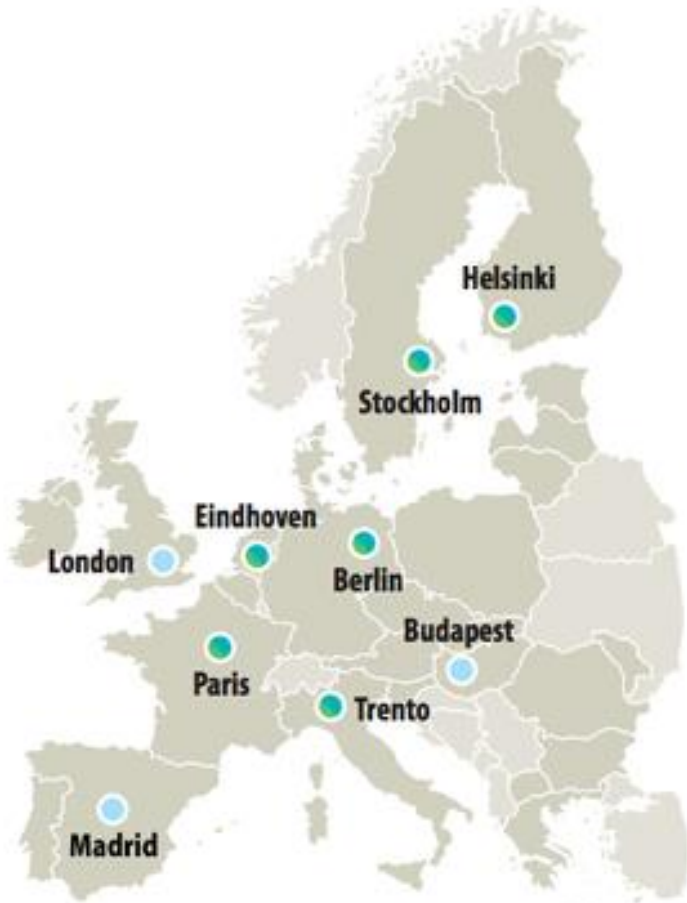 Helsinki
Stockholm
Eindhoven
London
Berlin
Budapest
Paris
Trento
Madrid